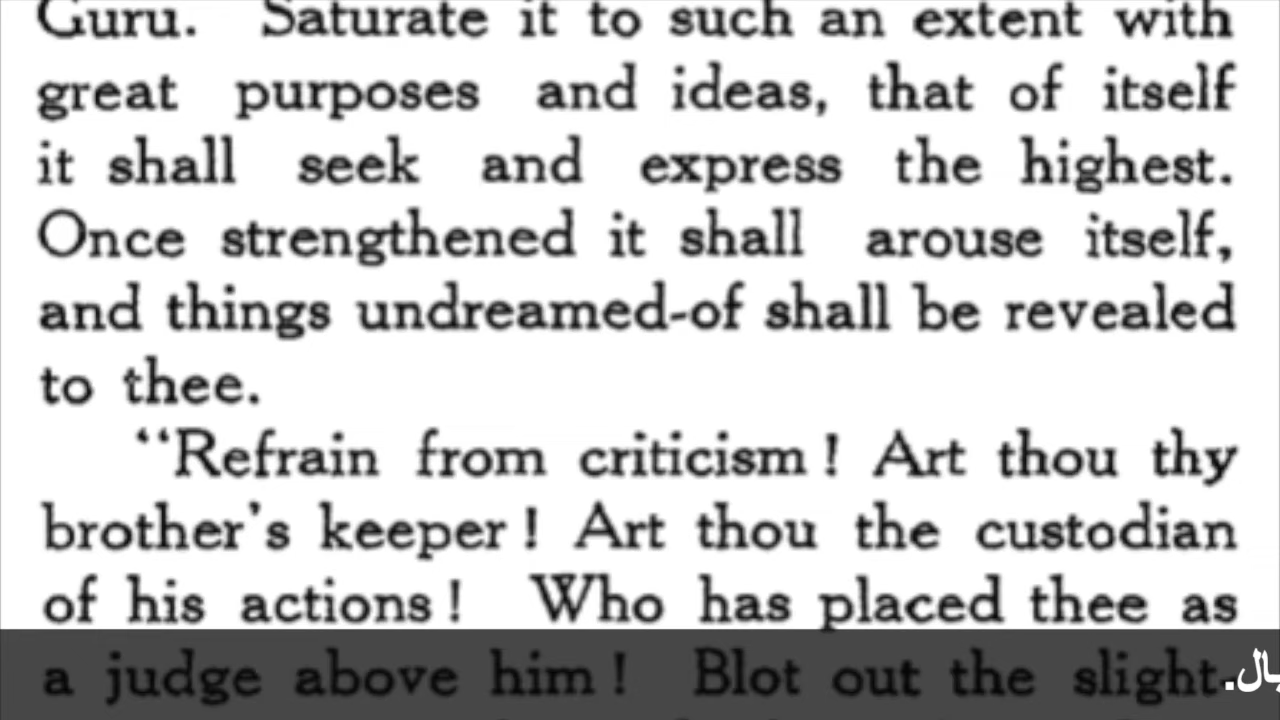 Guru. Saturate it to such an extent with
great purposes and ideas, that of itself
it shall seek and express the highest.
Once strengthened it shall arouse itself,
and things undreamed-of shall be revealed
to thee.
“Refrain from criticism ! Art thou thy
brother's keeper ! Art thou the custodian
of his actions ! Who has placed thee as
a judge above him ! Blot out the slight-